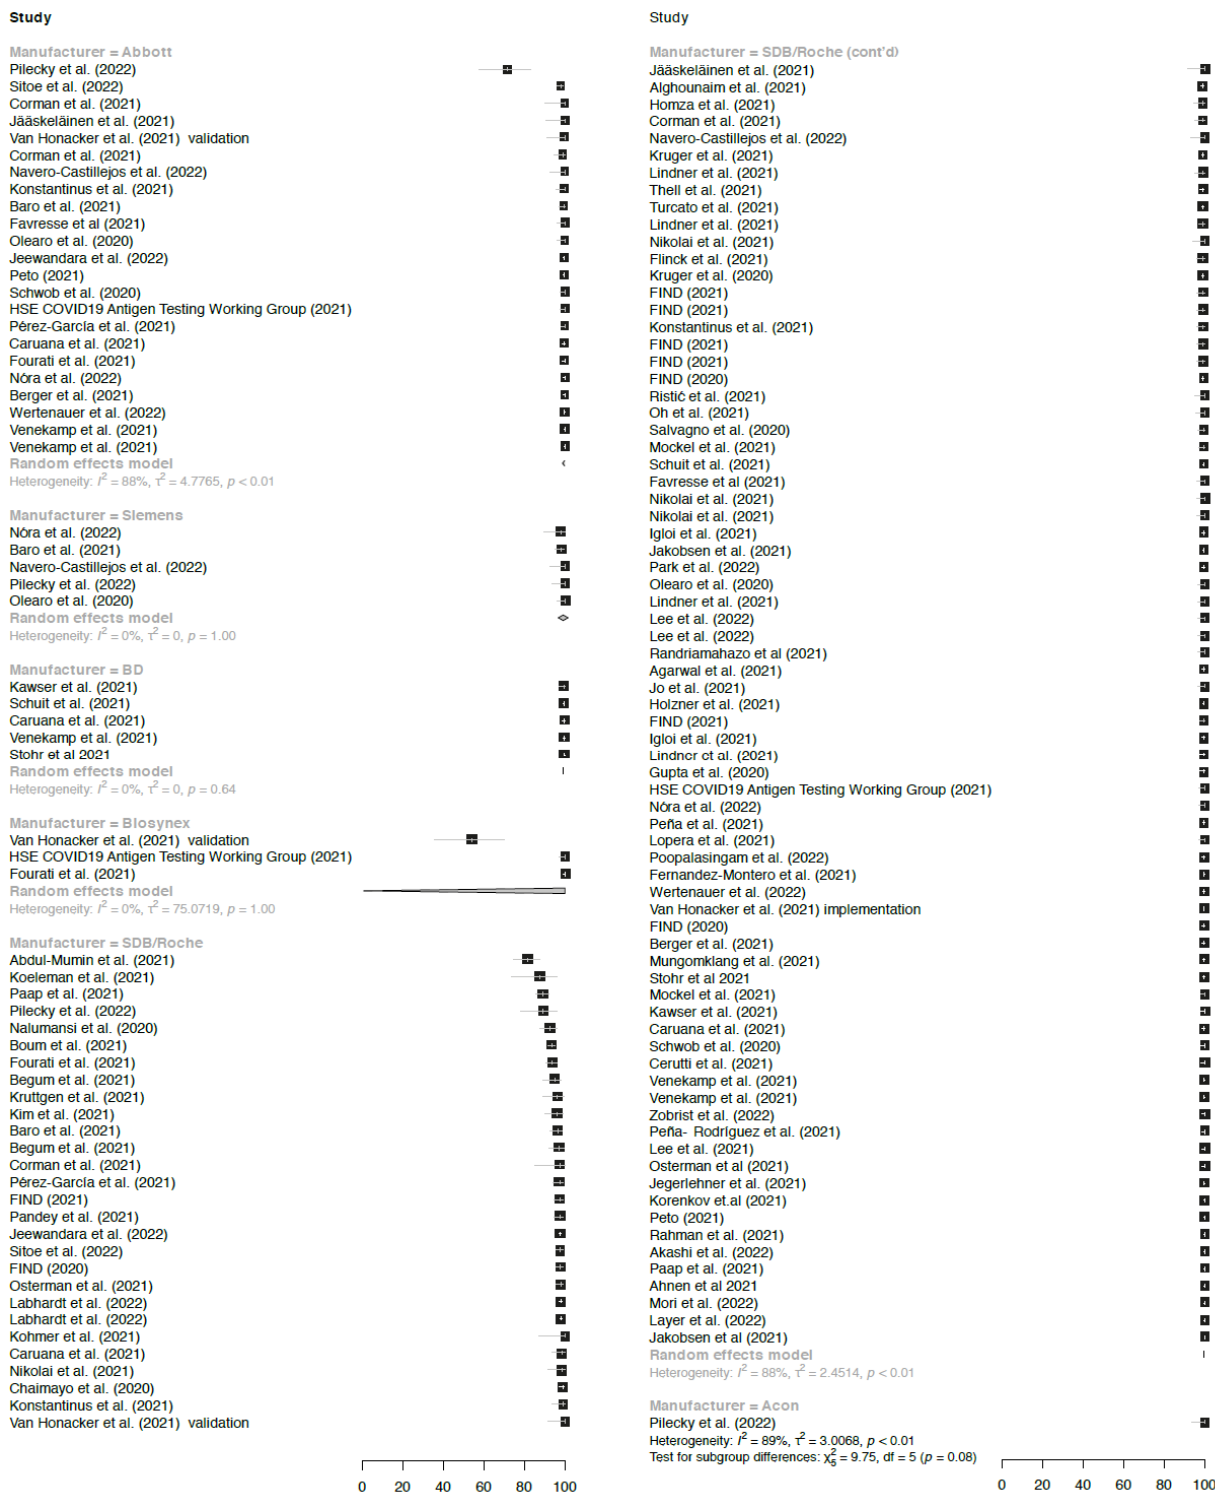 Study
Manufacturer = Abbott
Pilecky et al. (2022)
Sitoe et al. (2022)
Corman et al. (2021)
Jääskeläinen et al. (2021)
Van Honacker et al. (2021) validation
Corman et al. (2021)
Navero-Castillejos et al. (2022)
Konstantinus et al. (2021)
Baro et al. (2021)
Favresse et al (2021)
Olearo et al. (2020)
Jeewandara et al. (2022)
Peto (2021)
Schwob et al. (2020)
HSE COVID19 Antigen Testing Working Group (2021)
Pérez-García et al. (2021)
Caruana et al. (2021)
Fourati et al. (2021)
Nóra et al. (2022)
Berger et al. (2021)
Wertenauer et al. (2022)
Venekamp et al. (2021)
Venekamp et al. (2021)
Random effects model
Heterogeneity: I² = 88%, τ² = 4.7765, p < 0.01
Manufacturer = Siemens
Nóra et al. (2022)
Baro et al. (2021)
Navero-Castillejos et al. (2022)
Pilecky et al. (2022)
Olearo et al. (2020)
Random effects model
Heterogeneity: I² = 0%, τ² = 0, p = 1.00
Manufacturer = BD
Kawser et al. (2021)
Schuit et al. (2021)
Caruana et al. (2021)
Venekamp et al. (2021)
Stohr et al 2021
Random effects model
Heterogeneity: I² = 0%, τ² = 0, p = 0.64
Manufacturer = Biosynex
Van Honacker et al. (2021) validation
HSE COVID19 Antigen Testing Working Group (2021)
Fourati et al. (2021)
Random effects model
Heterogeneity: I² = 0%, τ² = 75.0719, p = 1.00
Manufacturer = SDB/Roche
Abdul-Mumin et al. (2021)
Koeleman et al. (2021)
Paap et al. (2021)
Pilecky et al. (2022)
Nalumansi et al. (2020)
Boum et al. (2021)
Fourati et al. (2021)
Begum et al. (2021)
Kruttgen et al. (2021)
Kim et al. (2021)
Baro et al. (2021)
Begum et al. (2021)
Corman et al. (2021)
Pérez-García et al. (2021)
FIND (2021)
Pandey et al. (2021)
Jeewandara et al. (2022)
Sitoe et al. (2022)
FIND (2020)
Osterman et al. (2021)
Labhardt et al. (2022)
Labhardt et al. (2022)
Kohmer et al. (2021)
Caruana et al. (2021)
Nikolai et al. (2021)
Chaimayo et al. (2020)
Konstantinus et al. (2021)
Van Honacker et al. (2021) validation
0 20 40 60 80 100
Study
Manufacturer = SDB/Roche (cont'd)
Jääskeläinen et al. (2021)
Alghounaim et al. (2021)
Homza et al. (2021)
Corman et al. (2021)
Navero-Castillejos et al. (2022)
Kruger et al. (2021)
Lindner et al. (2021)
Thell et al. (2021)
Turcato et al. (2021)
Lindner et al. (2021)
Nikolai et al. (2021)
Flinck et al. (2021)
Kruger et al. (2020)
FIND (2021)
FIND (2021)
Konstantinus et al. (2021)
FIND (2021)
FIND (2021)
FIND (2020)
Ristić et al. (2021)
Oh et al. (2021)
Salvagno et al. (2020)
Mockel et al. (2021)
Schuit et al. (2021)
Favresse et al (2021)
Nikolai et al. (2021)
Nikolai et al. (2021)
Igloi et al. (2021)
Jakobsen et al. (2021)
Park et al. (2022)
Olearo et al. (2020)
Lindner et al. (2021)
Lee et al. (2022)
Lee et al. (2022)
Randriamahazo et al (2021)
Agarwal et al. (2021)
Jo et al. (2021)
Holzner et al. (2021)
FIND (2021)
Igloi et al. (2021)
Lindner et al. (2021)
Gupta et al. (2020)
HSE COVID19 Antigen Testing Working Group (2021)
Nóra et al. (2022)
Peña et al. (2021)
Lopera et al. (2021)
Poopalasingam et al. (2022)
Fernandez-Montero et al. (2021)
Wertenauer et al. (2022)
Van Honacker et al. (2021) implementation
FIND (2020)
Berger et al. (2021)
Mungomklang et al. (2021)
Stohr et al 2021
Mockel et al. (2021)
Kawser et al. (2021)
Caruana et al. (2021)
Schwob et al. (2020)
Cerutti et al. (2021)
Venekamp et al. (2021)
Venekamp et al. (2021)
Zobrist et al. (2022)
Peña- Rodríguez et al. (2021)
Lee et al. (2021)
Osterman et al (2021)
Jegerlehner et al. (2021)
Korenkov et.al (2021)
Peto (2021)
Rahman et al. (2021)
Akashi et al. (2022)
Paap et al. (2021)
Ahnen et al 2021
Mori et al. (2022)
Layer et al. (2022)
Jakobsen et al (2021)
Random effects model
Heterogeneity: I² = 88%, τ² = 2.4514, p < 0.01
Manufacturer = Acon
Pilecky et al. (2022)
Heterogeneity: I² = 89%, τ² = 3.0068, p < 0.01
Test for subgroup differences: χ²₅ = 9.75, df = 5 (p = 0.08)
0 20 40 60 80 100